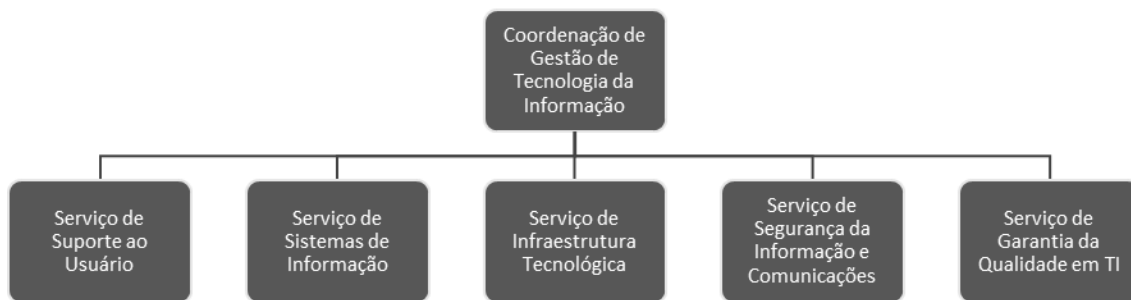 Coordenação de
Gestão de
Tecnologia da
Informação
Serviço de
Suporte ao
Usuário
Serviço de
Sistemas de
Informação
Serviço de
Infraestrutura
Tecnológica
Serviço de
Segurança da
Informação e
Comunicações
Serviço de
Garantia da
Qualidade em TI